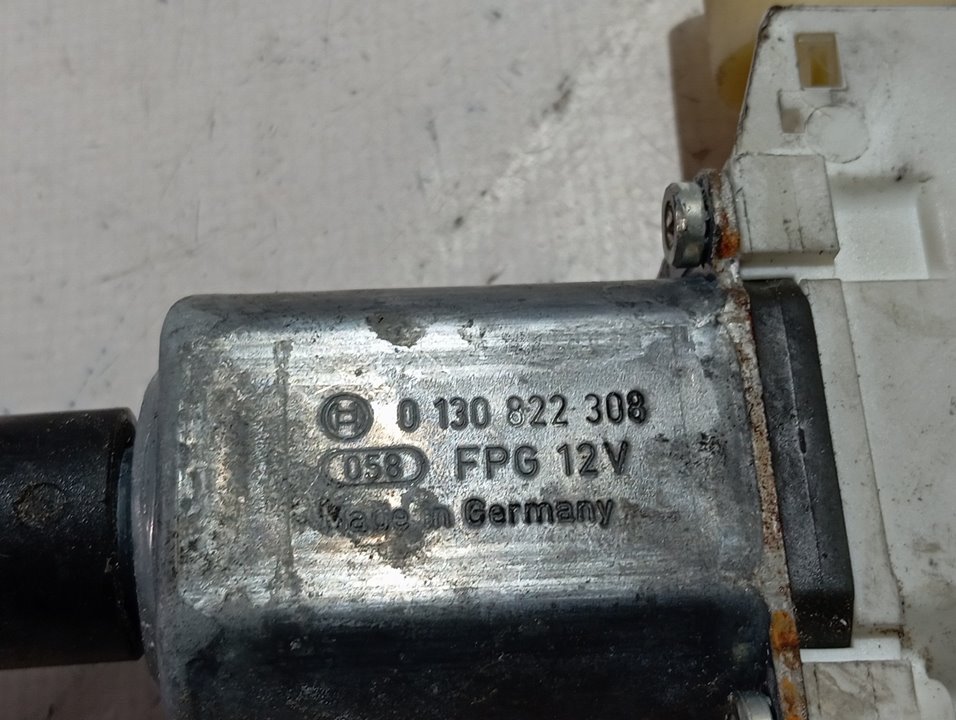 0 130 822 308
058 FPG 12V
Made in Germany